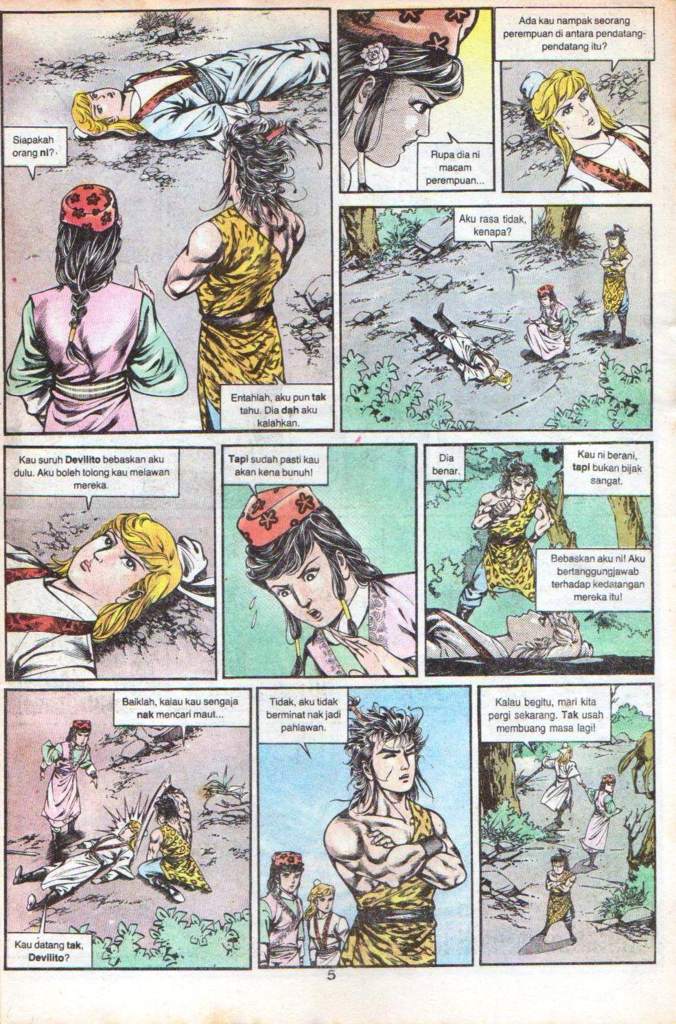 Siapakah
orang ni?
Entahlah, aku pun tak
tahu. Dia dah aku
kalahkan.
Rupa dia ni
macam
perempuan...
Ada kau nampak seorang
perempuan di antara pendatang-
pendatang itu?
Aku rasa tidak,
kenapa?
Kau suruh Devilito bebaskan aku
dulu. Aku boleh tolong kau melawan
mereka.
Tapi sudah pasti kau
akan kena bunuh!
Dia
benar.
Kau ni berani,
tapi bukan bijak
sangat.
Bebaskan aku ni! Aku
bertanggungjawab
terhadap kedatangan
mereka itu!
Baiklah, kalau kau sengaja
nak mencari maut...
Kau datang tak,
Devilito?
Tidak, aku tidak
berminat nak jadi
pahlawan.
Kalau begitu, mari kita
pergi sekarang. Tak usah
membuang masa lagi!
5